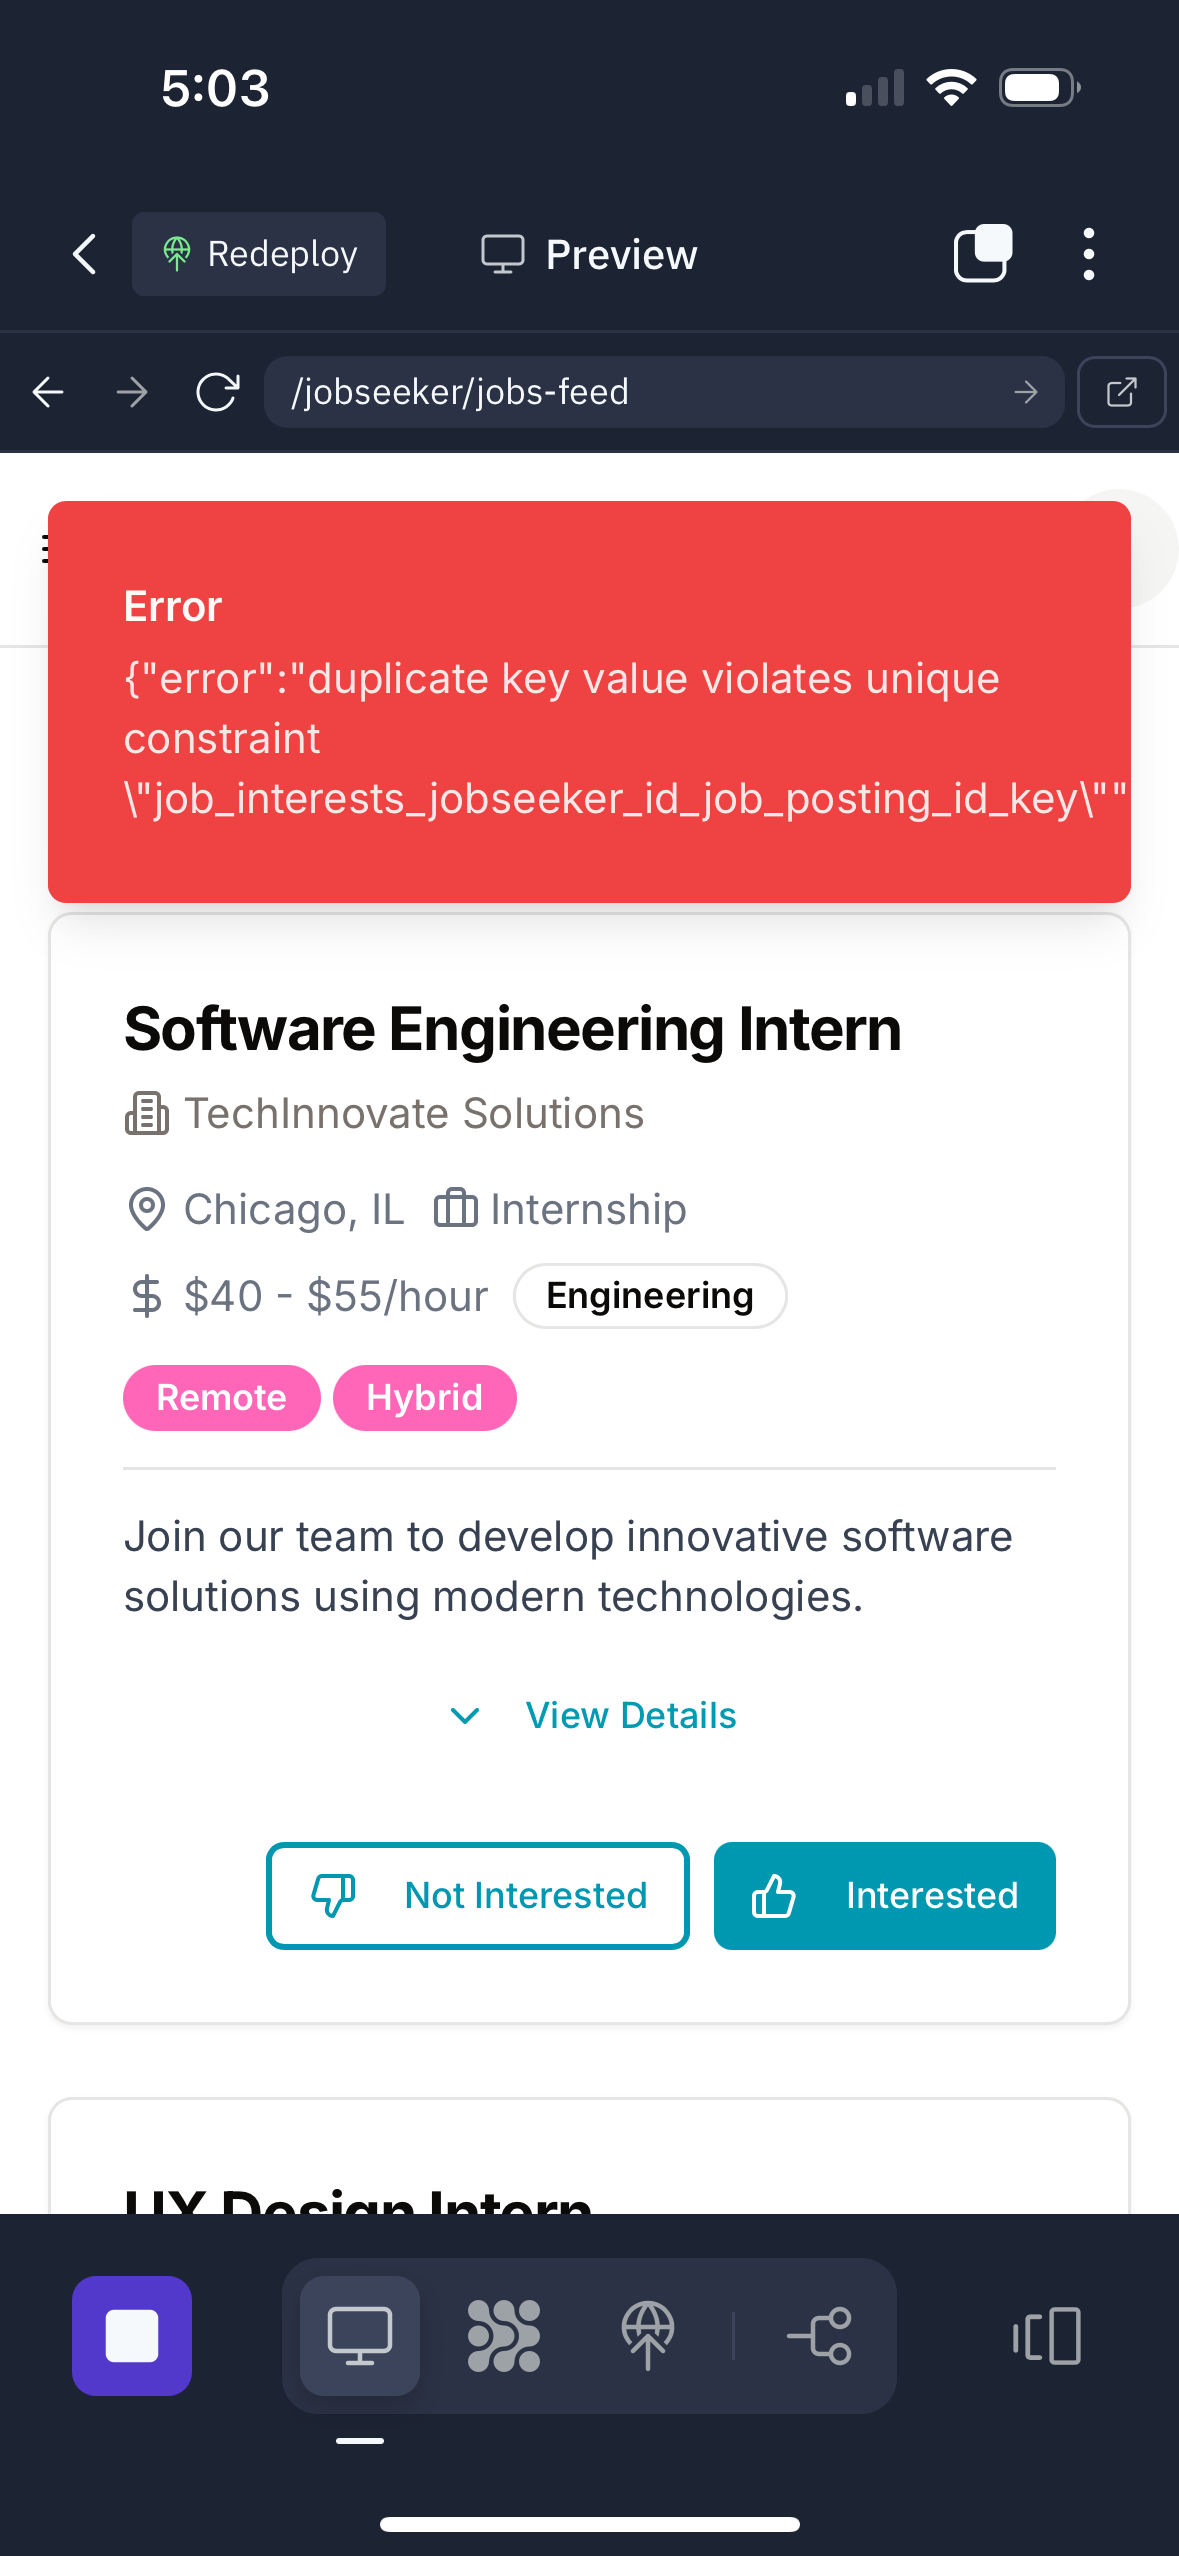 5:03
Redeploy
Preview
/jobseeker/jobs-feed
Error
{"error":"duplicate key value violates unique
constraint
\"job_interests_jobseeker_id_job_posting_id_key\""
Software Engineering Intern
TechInnovate Solutions
Chicago, IL Internship
$40 - $55/hour Engineering
Remote Hybrid
Join our team to develop innovative software
solutions using modern technologies.
View Details
Not Interested Interested
UX Design Intern